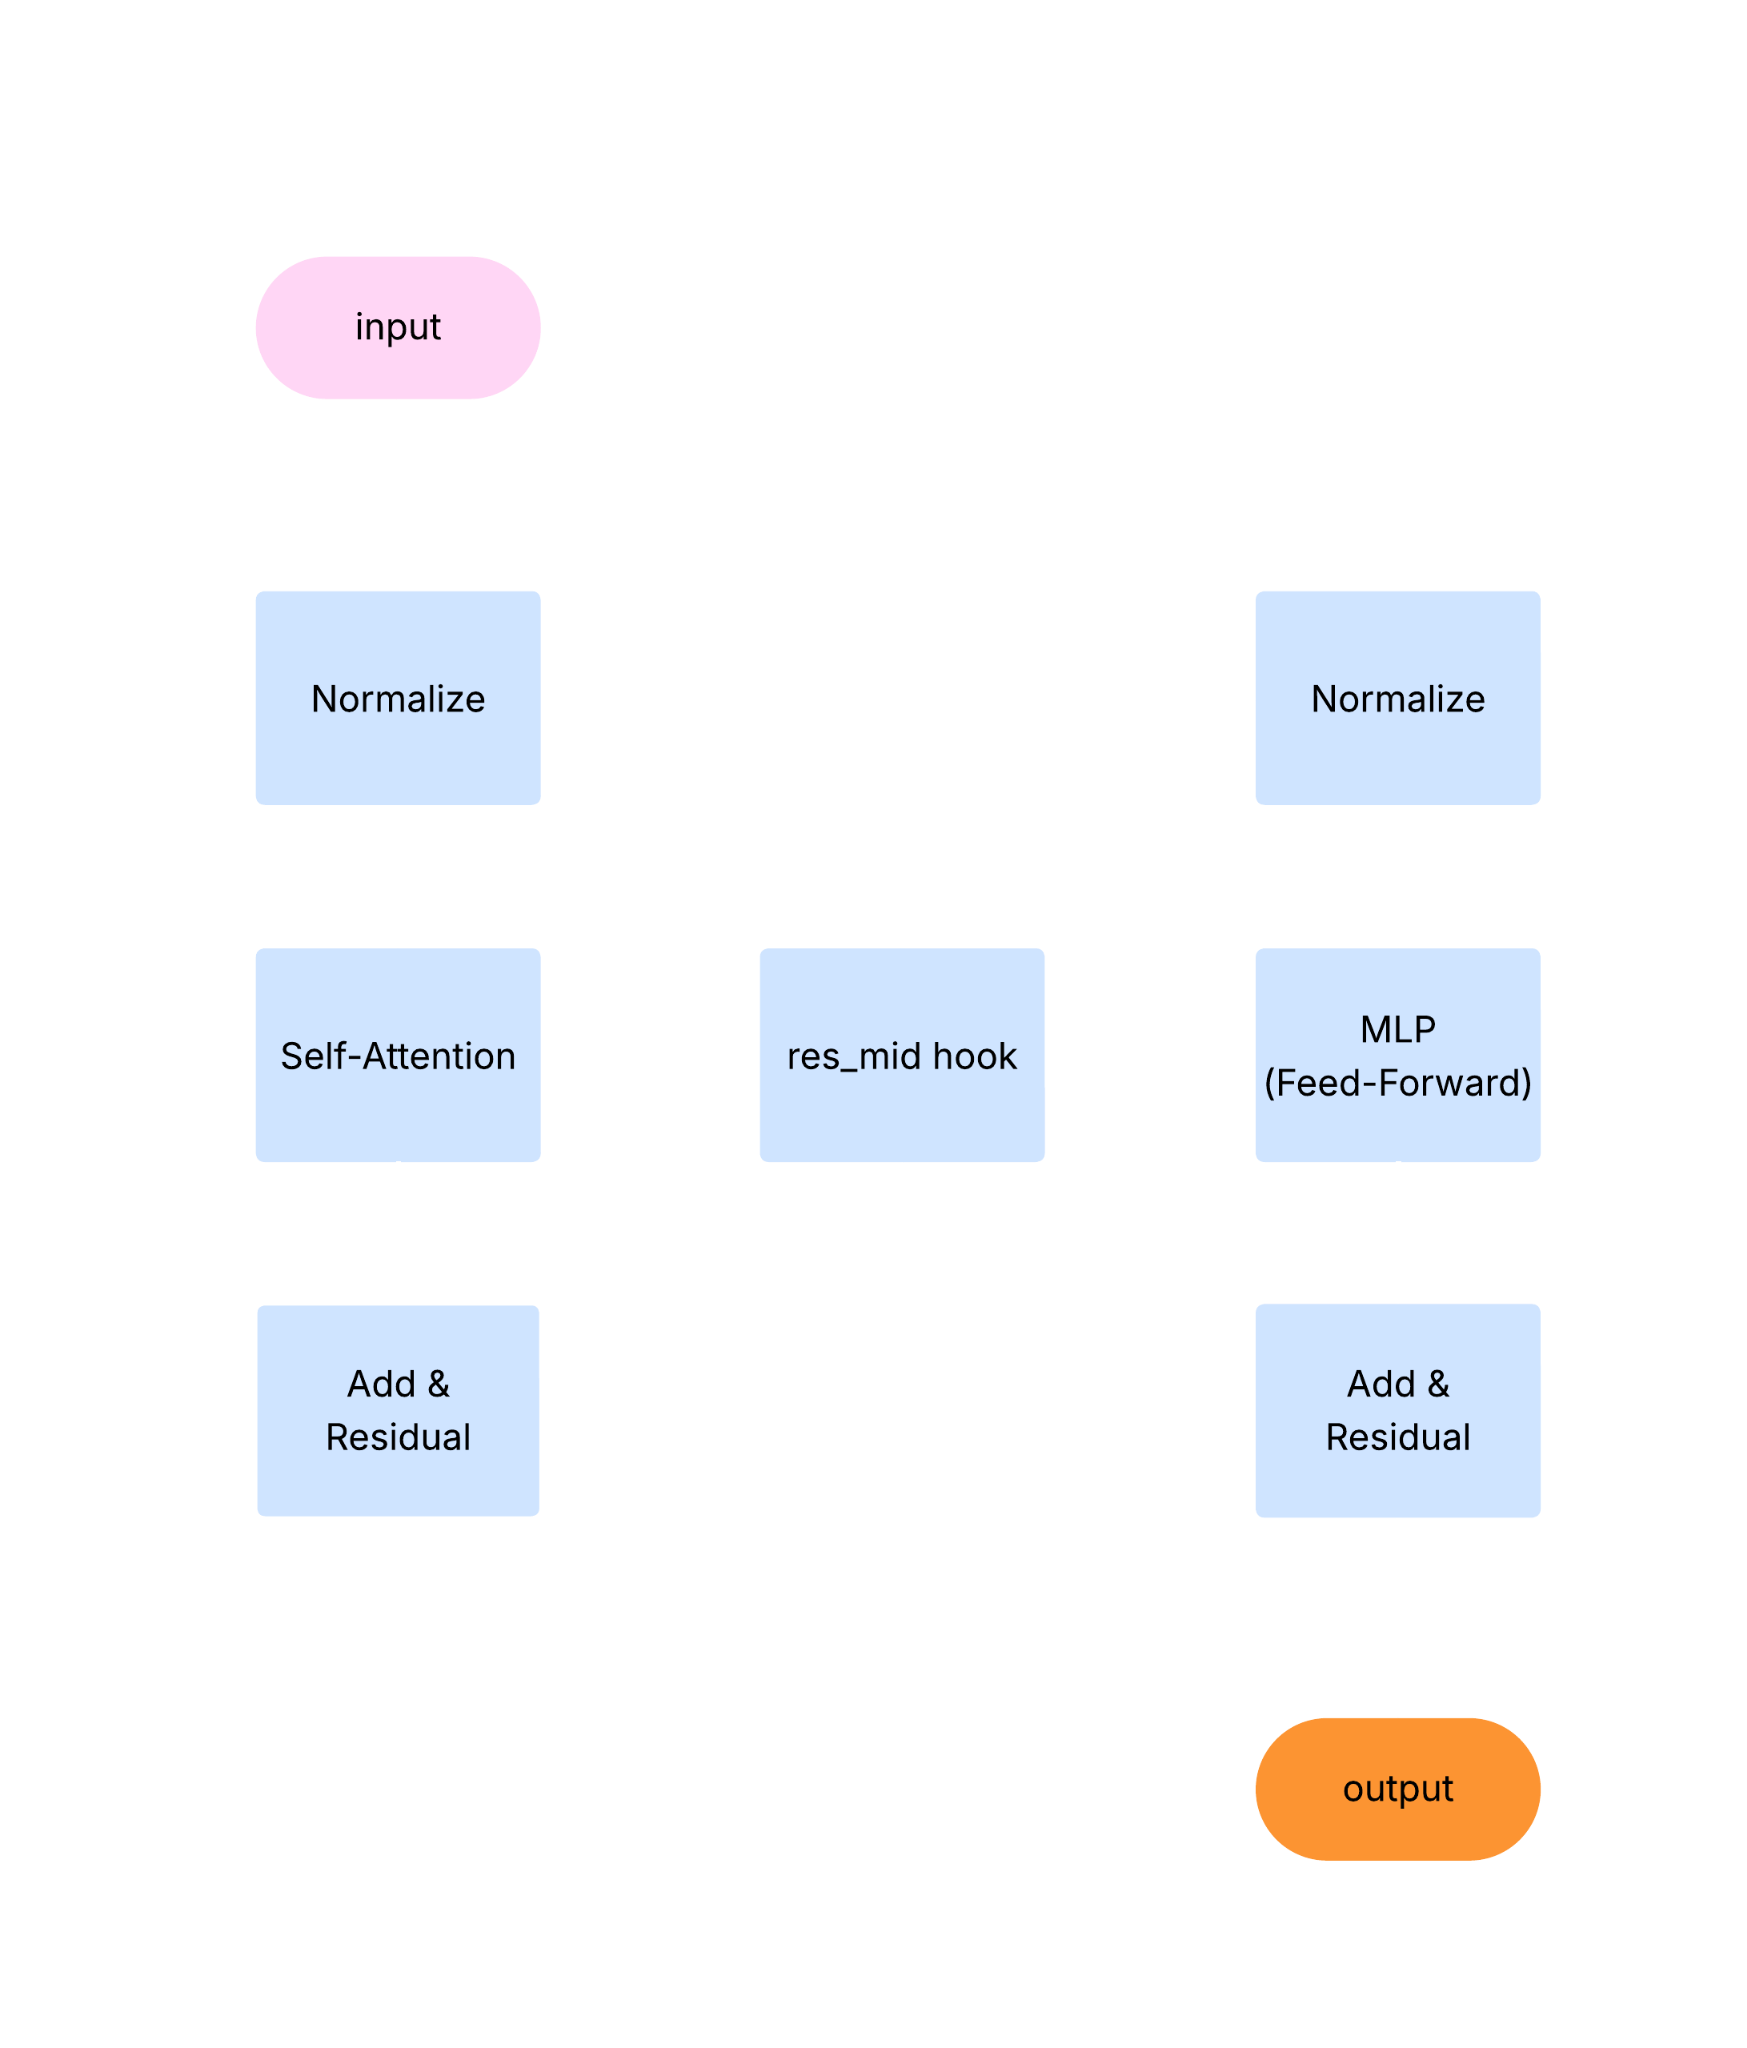 input
Normalize
Self-Attention
Add &
Residual
res_mid hook
Normalize
MLP
(Feed-Forward)
Add &
Residual
output